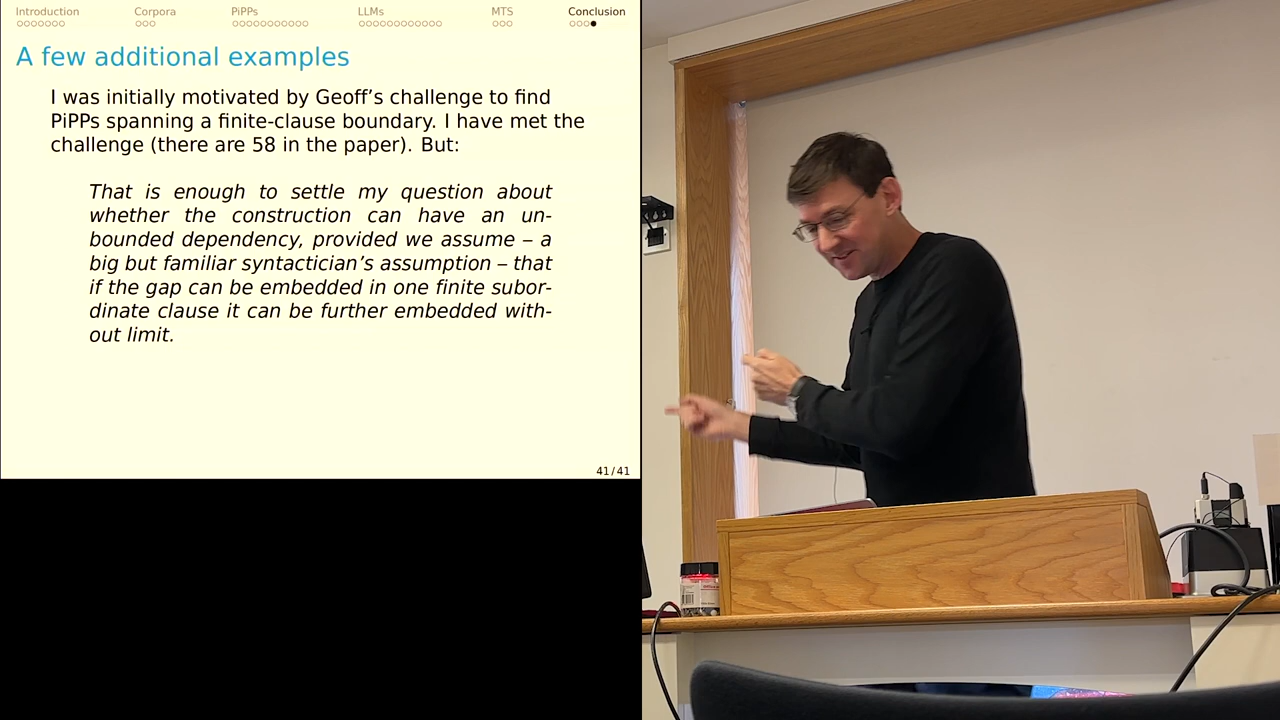 Introduction Corpora PiPPs LLMs MTS Conclusion
A few additional examples
I was initially motivated by Geoff's challenge to find
PiPPs spanning a finite-clause boundary. I have met the
challenge (there are 58 in the paper). But:
That is enough to settle my question about
whether the construction can have an un-
bounded dependency, provided we assume – a
big but familiar syntactician's assumption – that
if the gap can be embedded in one finite subor-
dinate clause it can be further embedded with-
out limit.
41/41